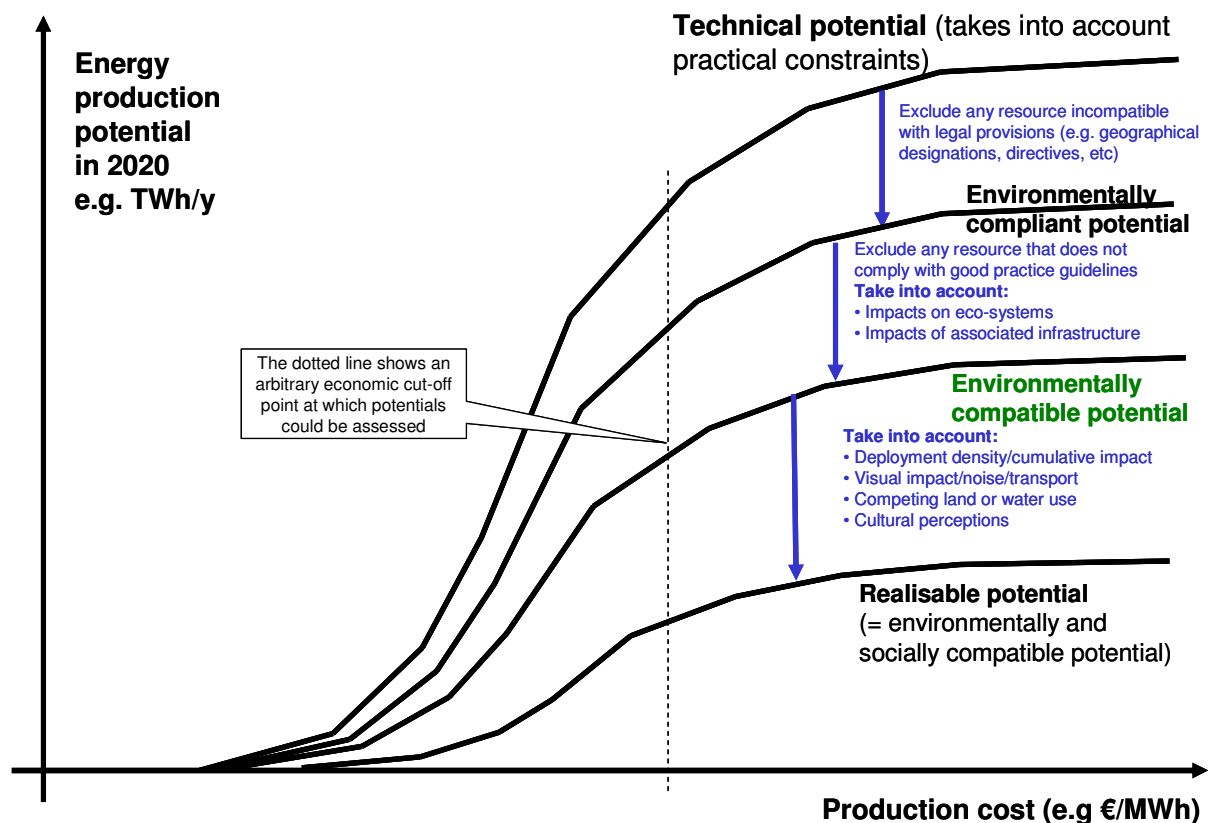 Technical potential (takes into account
practical constraints)
Energy
production
potential
in 2020
e.g. TWh/y
Exclude any resource incompatible
with legal provisions (e.g. geographical
designations, directives, etc)
Environmentally
compliant potential
Exclude any resource that does not
comply with good practice guidelines
Take into account:
• Impacts on eco-systems
• Impacts of associated infrastructure
The dotted line shows an
arbitrary economic cut-off
point at which potentials
could be assessed
Environmentally
compatible potential
Take into account:
• Deployment density/cumulative impact
• Visual impact/noise/transport
• Competing land or water use
• Cultural perceptions
Realisable potential
(= environmentally and
socially compatible potential)
Production cost (e.g €/MWh)